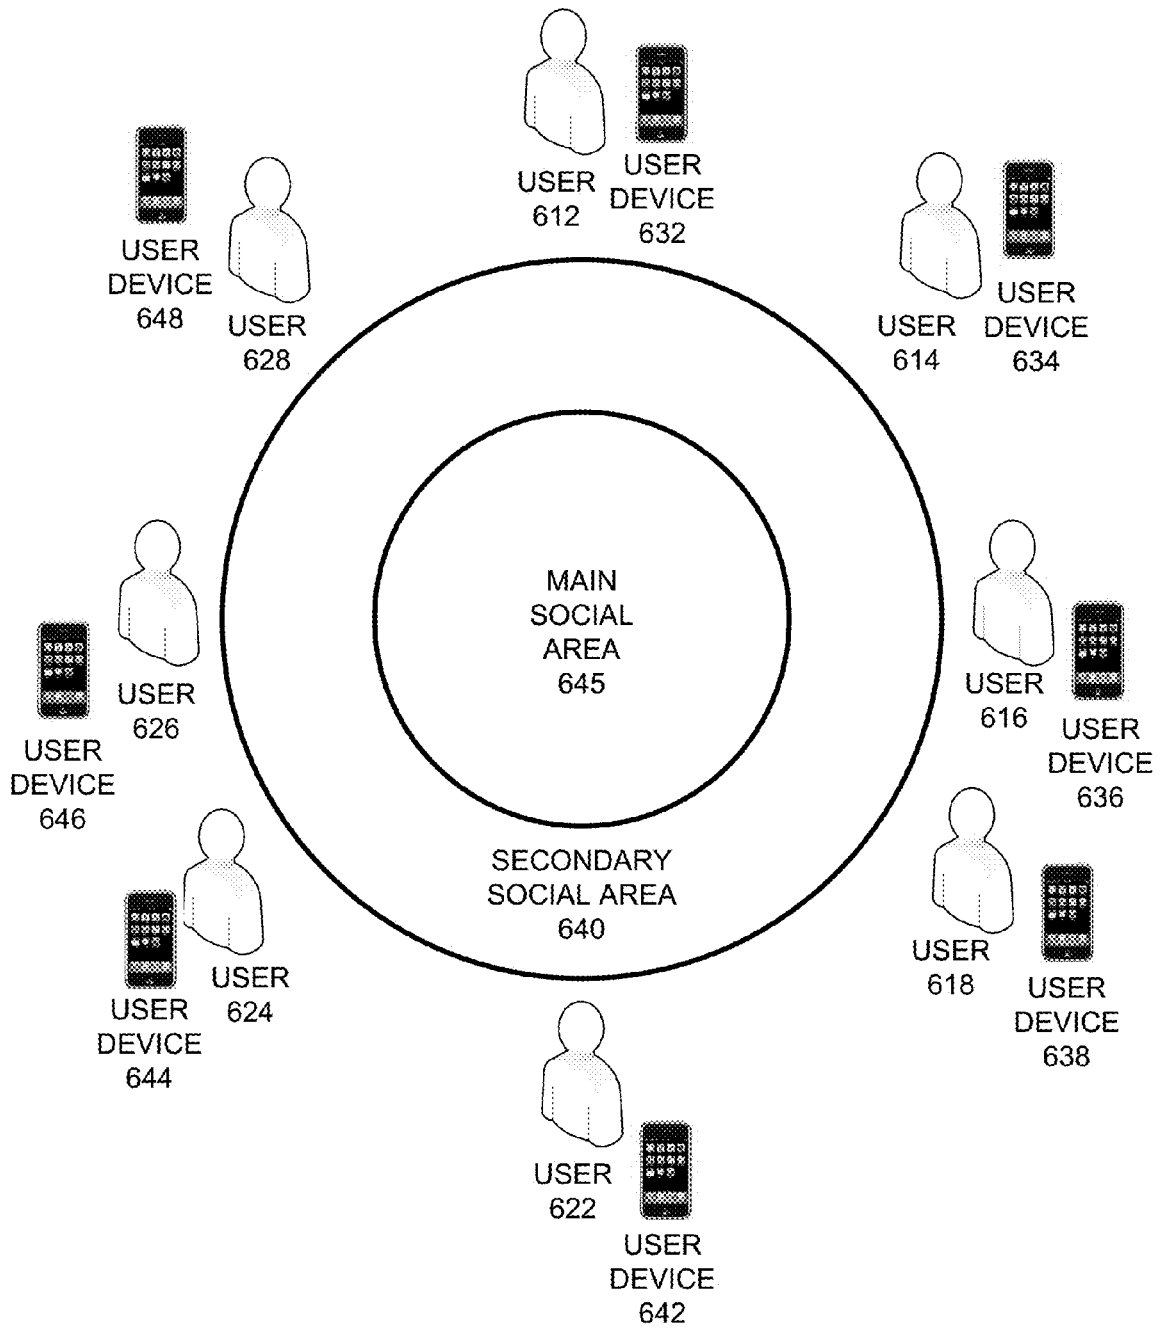 USER
612
USER
DEVICE
632
USER
DEVICE
648
USER
628
USER
614
USER
DEVICE
634
MAIN
SOCIAL
AREA
645
USER
626
USER
DEVICE
646
USER
616
USER
DEVICE
636
SECONDARY
SOCIAL AREA
640
USER
624
USER
DEVICE
644
USER
618
USER
DEVICE
638
USER
622
USER
DEVICE
642